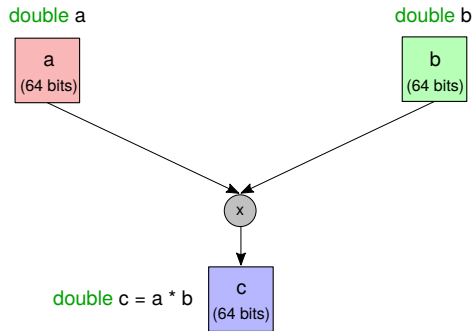 double a
double b
a
(64 bits)
b
(64 bits)
x
double c = a * b
c
(64 bits)